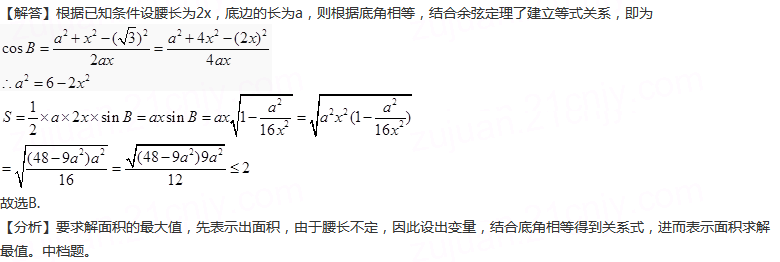 【解答】根据已知条件设腰长为2x，底边的长为a，则根据底角相等，结合余弦定理了建立等式关系，即为
cos B = \frac{a^2+x^2-(\sqrt{3})^2}{2ax} = \frac{a^2+4x^2-(2x)^2}{4ax}
∴a^2=6-2x^2
S = \frac{1}{2}×a×2x×sin B = ax sin B = ax\sqrt{1-\frac{a^2}{16x^2}} = \sqrt{a^2x^2(1-\frac{a^2}{16x^2})}
= \sqrt{\frac{(48-9a^2)a^2}{16}} = \frac{\sqrt{(48-9a^2)9a^2}}{12} ≤ 2
故选B.
【分析】要求解面积的最大值，先表示出面积，由于腰长不定，因此设出变量，结合底角相等得到关系式，进而表示面积求解
最值。中档题。